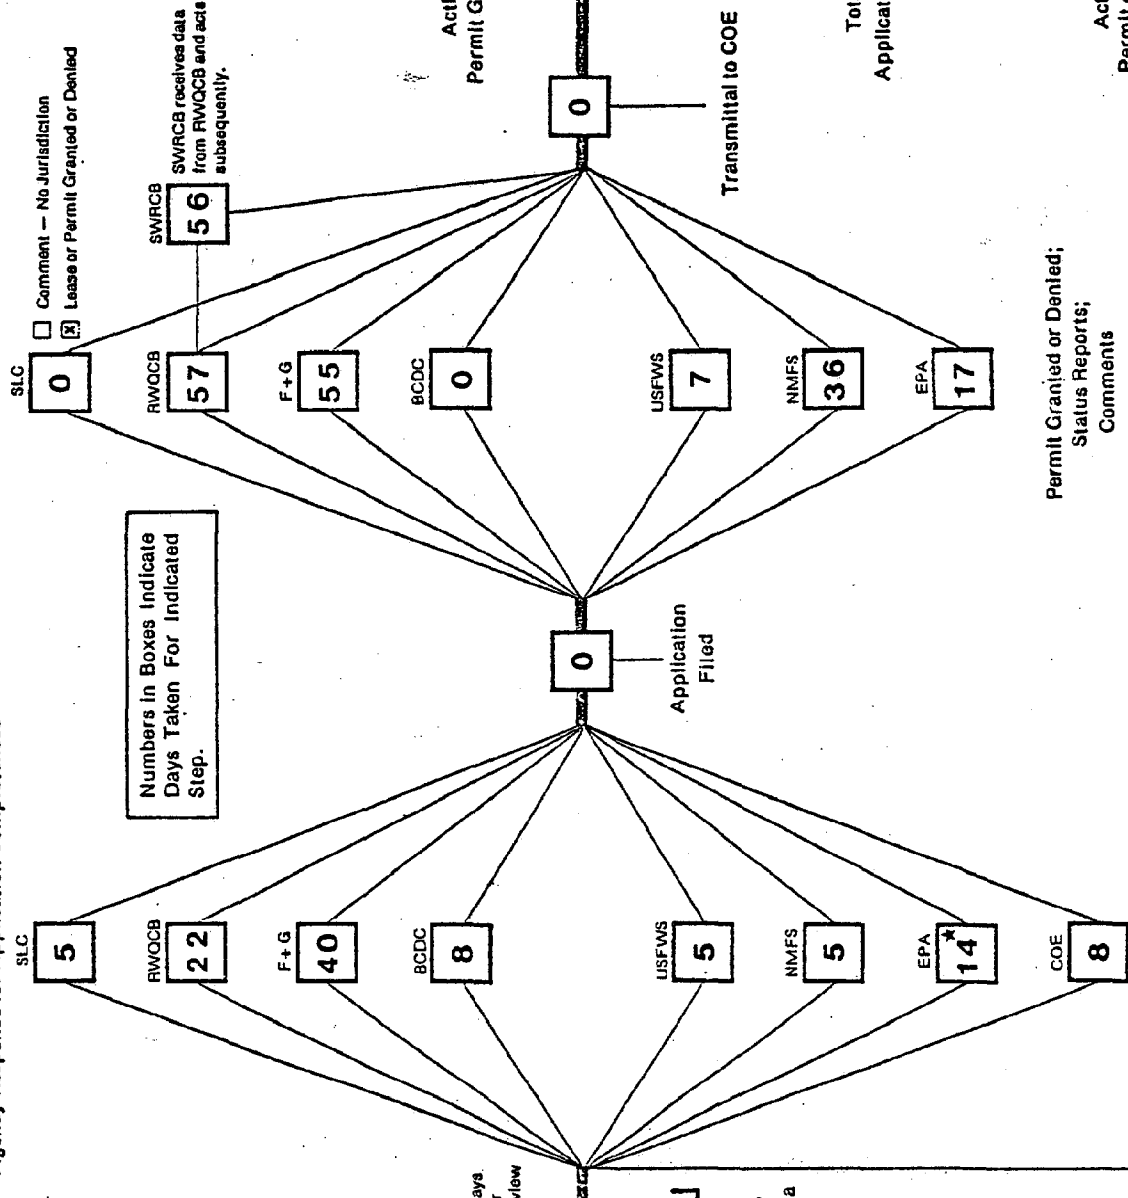 SLC
5
RWQCB
22
F+G
40
BCDC
8
USFWS
5
NMFS
5
EPA
14★
COE
8
Numbers in Boxes Indicate
Days Taken For Indicated
Step.
0
Application
Filed
SLC
0
☐ Comment — No Jurisdiction
☒ Lease or Permit Granted or Denied
RWQCB
57
SWRCB
56
SWRCB receives data
from RWQCB and acts
subsequently.
F+G
55
BCDC
0
USFWS
7
NMFS
36
EPA
17
Permit Granted or Denied;
Status Reports;
Comments
0
Transmittal to COE
Permit G